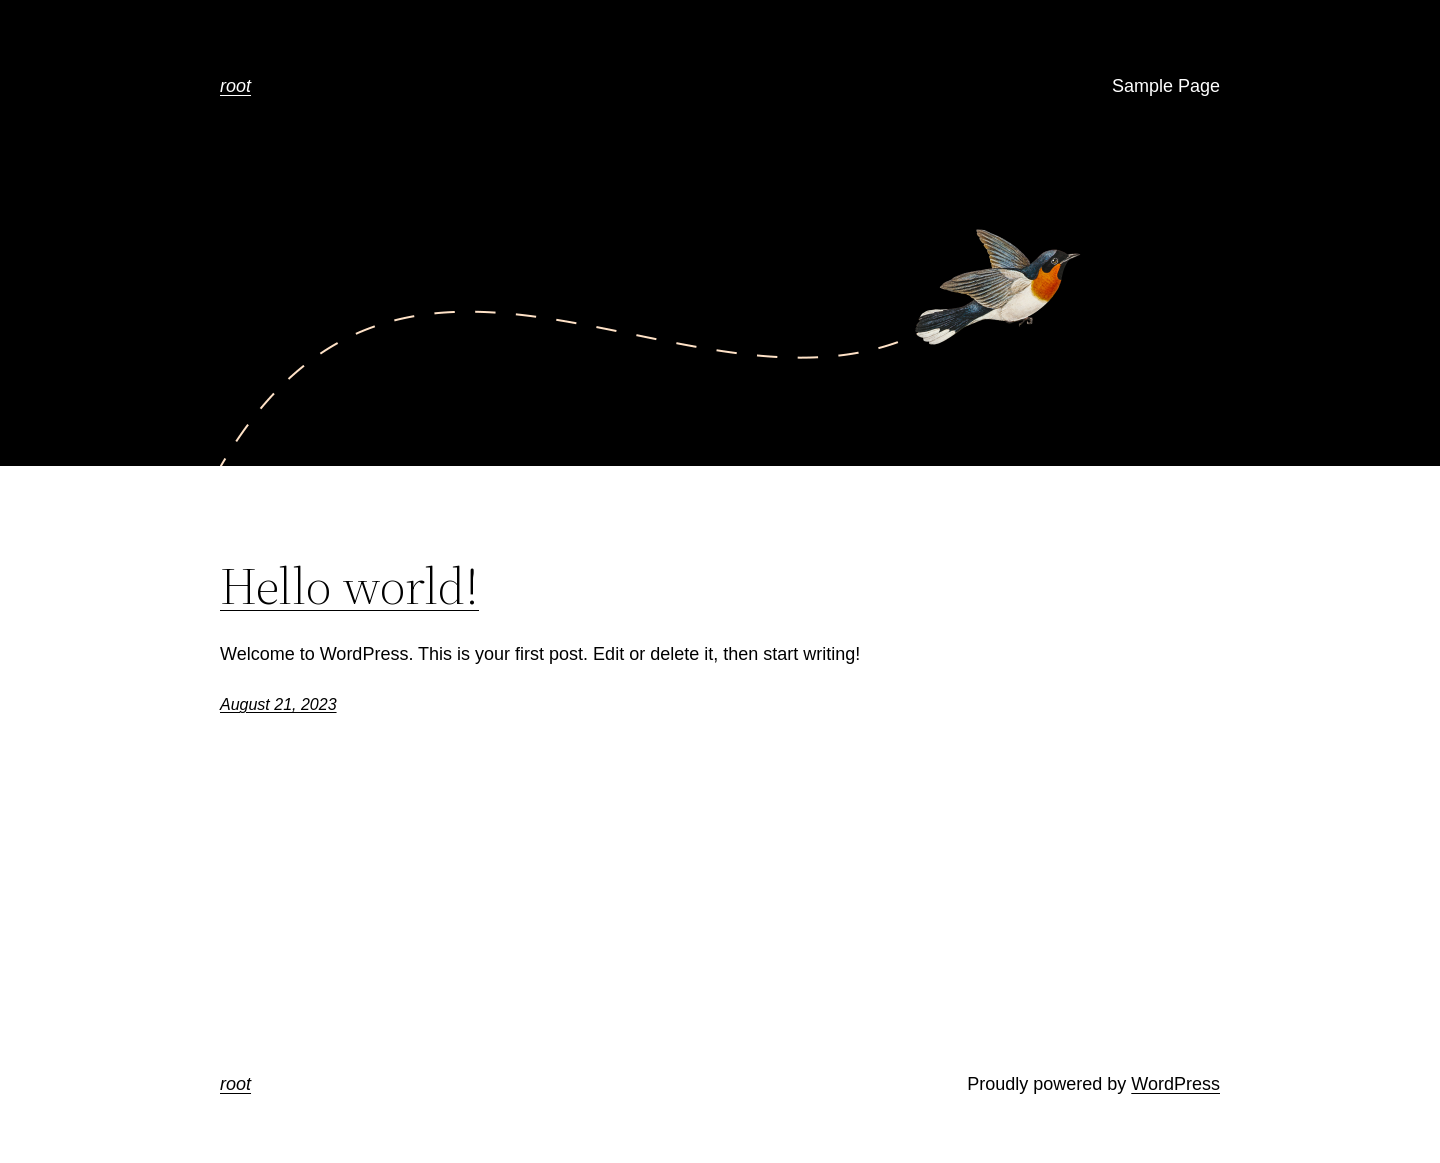 root
Sample Page
Hello world!
Welcome to WordPress. This is your first post. Edit or delete it, then start writing!
August 21, 2023
root
Proudly powered by WordPress